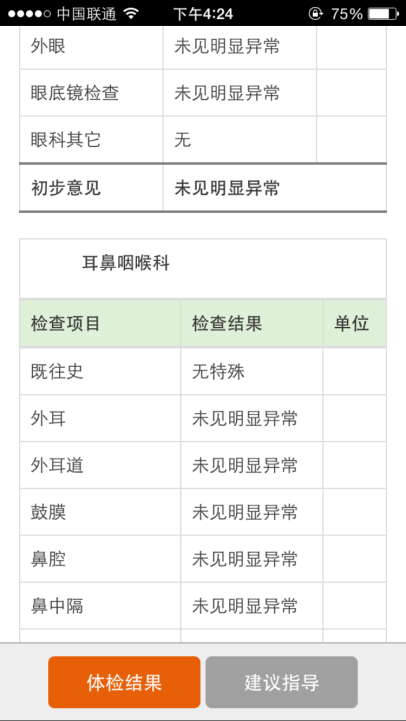 中国联通 下午4:24 75%
外眼 未见明显异常
眼底镜检查 未见明显异常
眼科其它 无
初步意见 未见明显异常
耳鼻咽喉科
检查项目 检查结果 单位
既往史 无特殊
外耳 未见明显异常
外耳道 未见明显异常
鼓膜 未见明显异常
鼻腔 未见明显异常
鼻中隔 未见明显异常
体检结果 建议指导